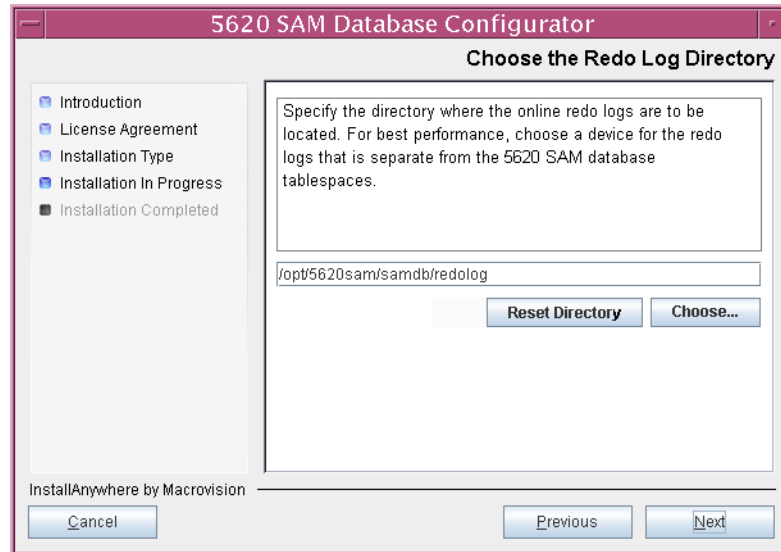 5620 SAM Database Configurator
Choose the Redo Log Directory
Introduction
License Agreement
Installation Type
Installation In Progress
Installation Completed
Specify the directory where the online redo logs are to be
located. For best performance, choose a device for the redo
logs that is separate from the 5620 SAM database
tablespaces.
/opt/5620sam/samdb/redolog
Reset Directory
Choose...
InstallAnywhere by Macrovision
Cancel
Previous
Next